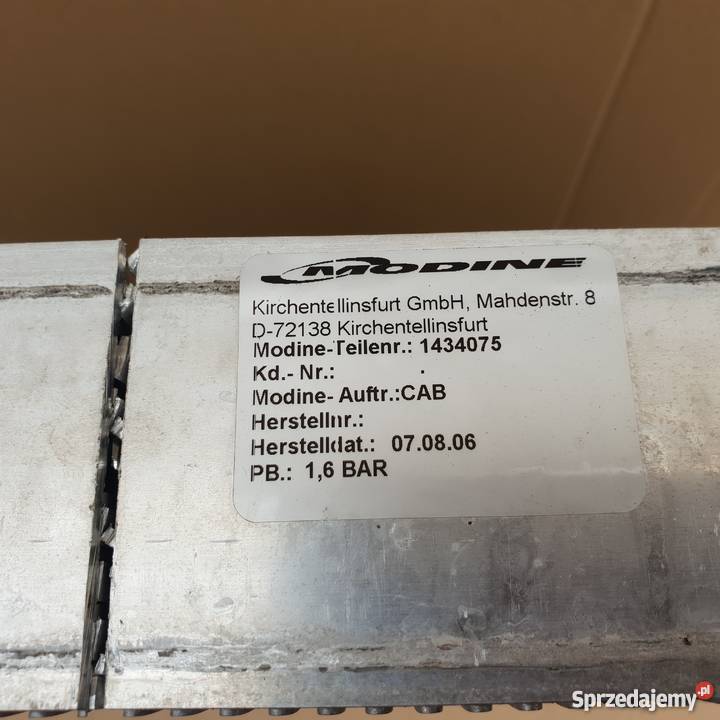 MODINE
Kirchentellinsfurt GmbH, Mahdenstr. 8
D-72138 Kirchentellinsfurt
Modine-Teilenr.: 1434075
Kd.- Nr.: .
Modine- Auftr.:CAB
Herstellnr.:
Herstelldat.: 07.08.06
PB.: 1,6 BAR
Sprzedajemy.pl